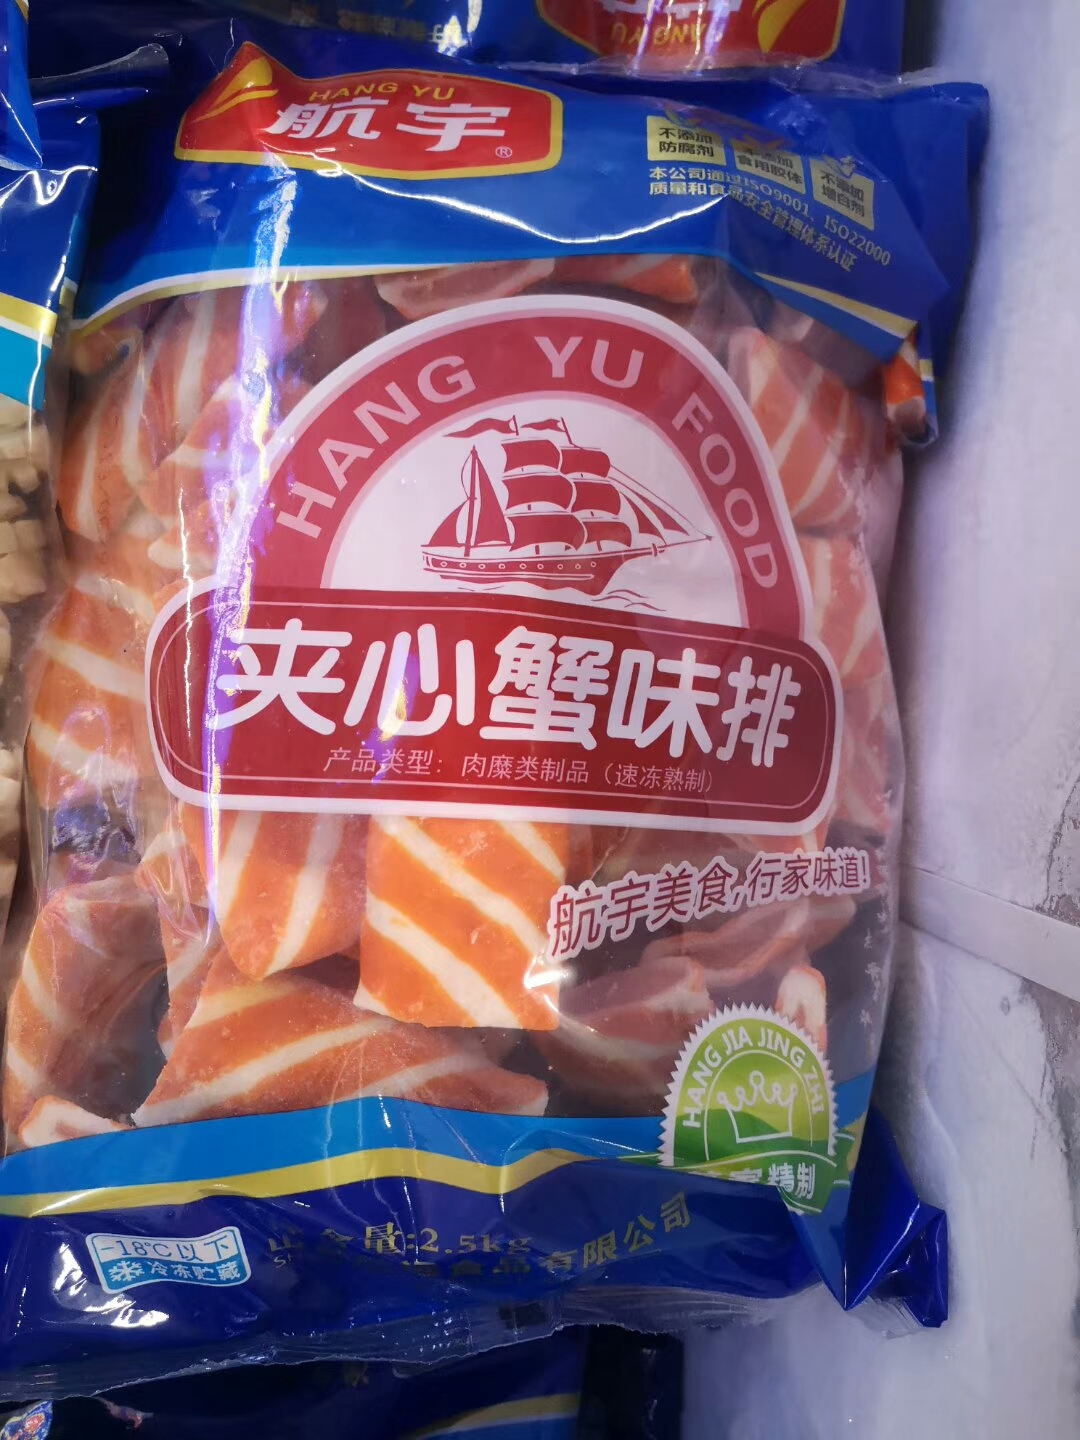 HANG YU
航宇
®
不添加
防腐剂
不添加
食用胶体
不添加
增白剂
本公司通过ISO9001、ISO22000
质量和食品安全管理体系认证
HANG YU FOOD
夹心蟹味排
产品类型：肉糜类制品（速冻熟制）
航宇美食,行家味道!
HANG JIA JING ZHI
精制
-18℃以下
冷冻贮藏
量:2.5kg
食品有限公司